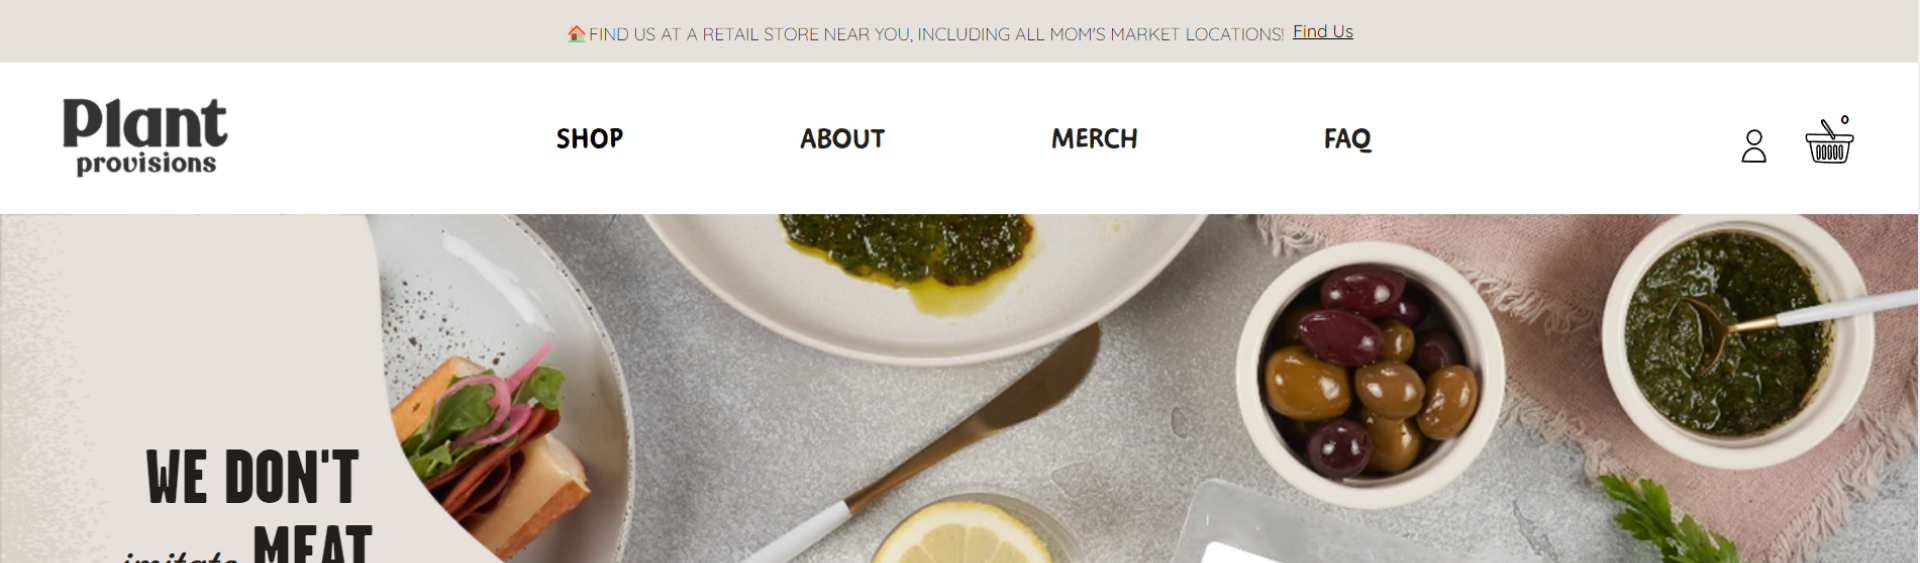 🏠FIND US AT A RETAIL STORE NEAR YOU, INCLUDING ALL MOM'S MARKET LOCATIONS! Find Us
Plant
provisions
SHOP ABOUT MERCH FAQ
0
WE DON'T
imitate MEAT